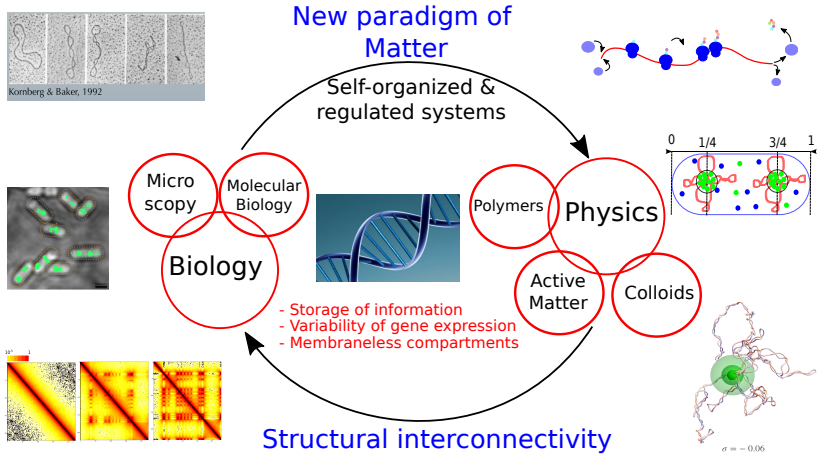 New paradigm of
Matter
Kornberg & Baker, 1992
Self-organized &
regulated systems
0 1/4 3/4 1
Micro
scopy
Molecular
Biology
Biology
Polymers
Physics
Active
Matter
Colloids
- Storage of information
- Variability of gene expression
- Membraneless compartments
Structural interconnectivity
σ = − 0.06